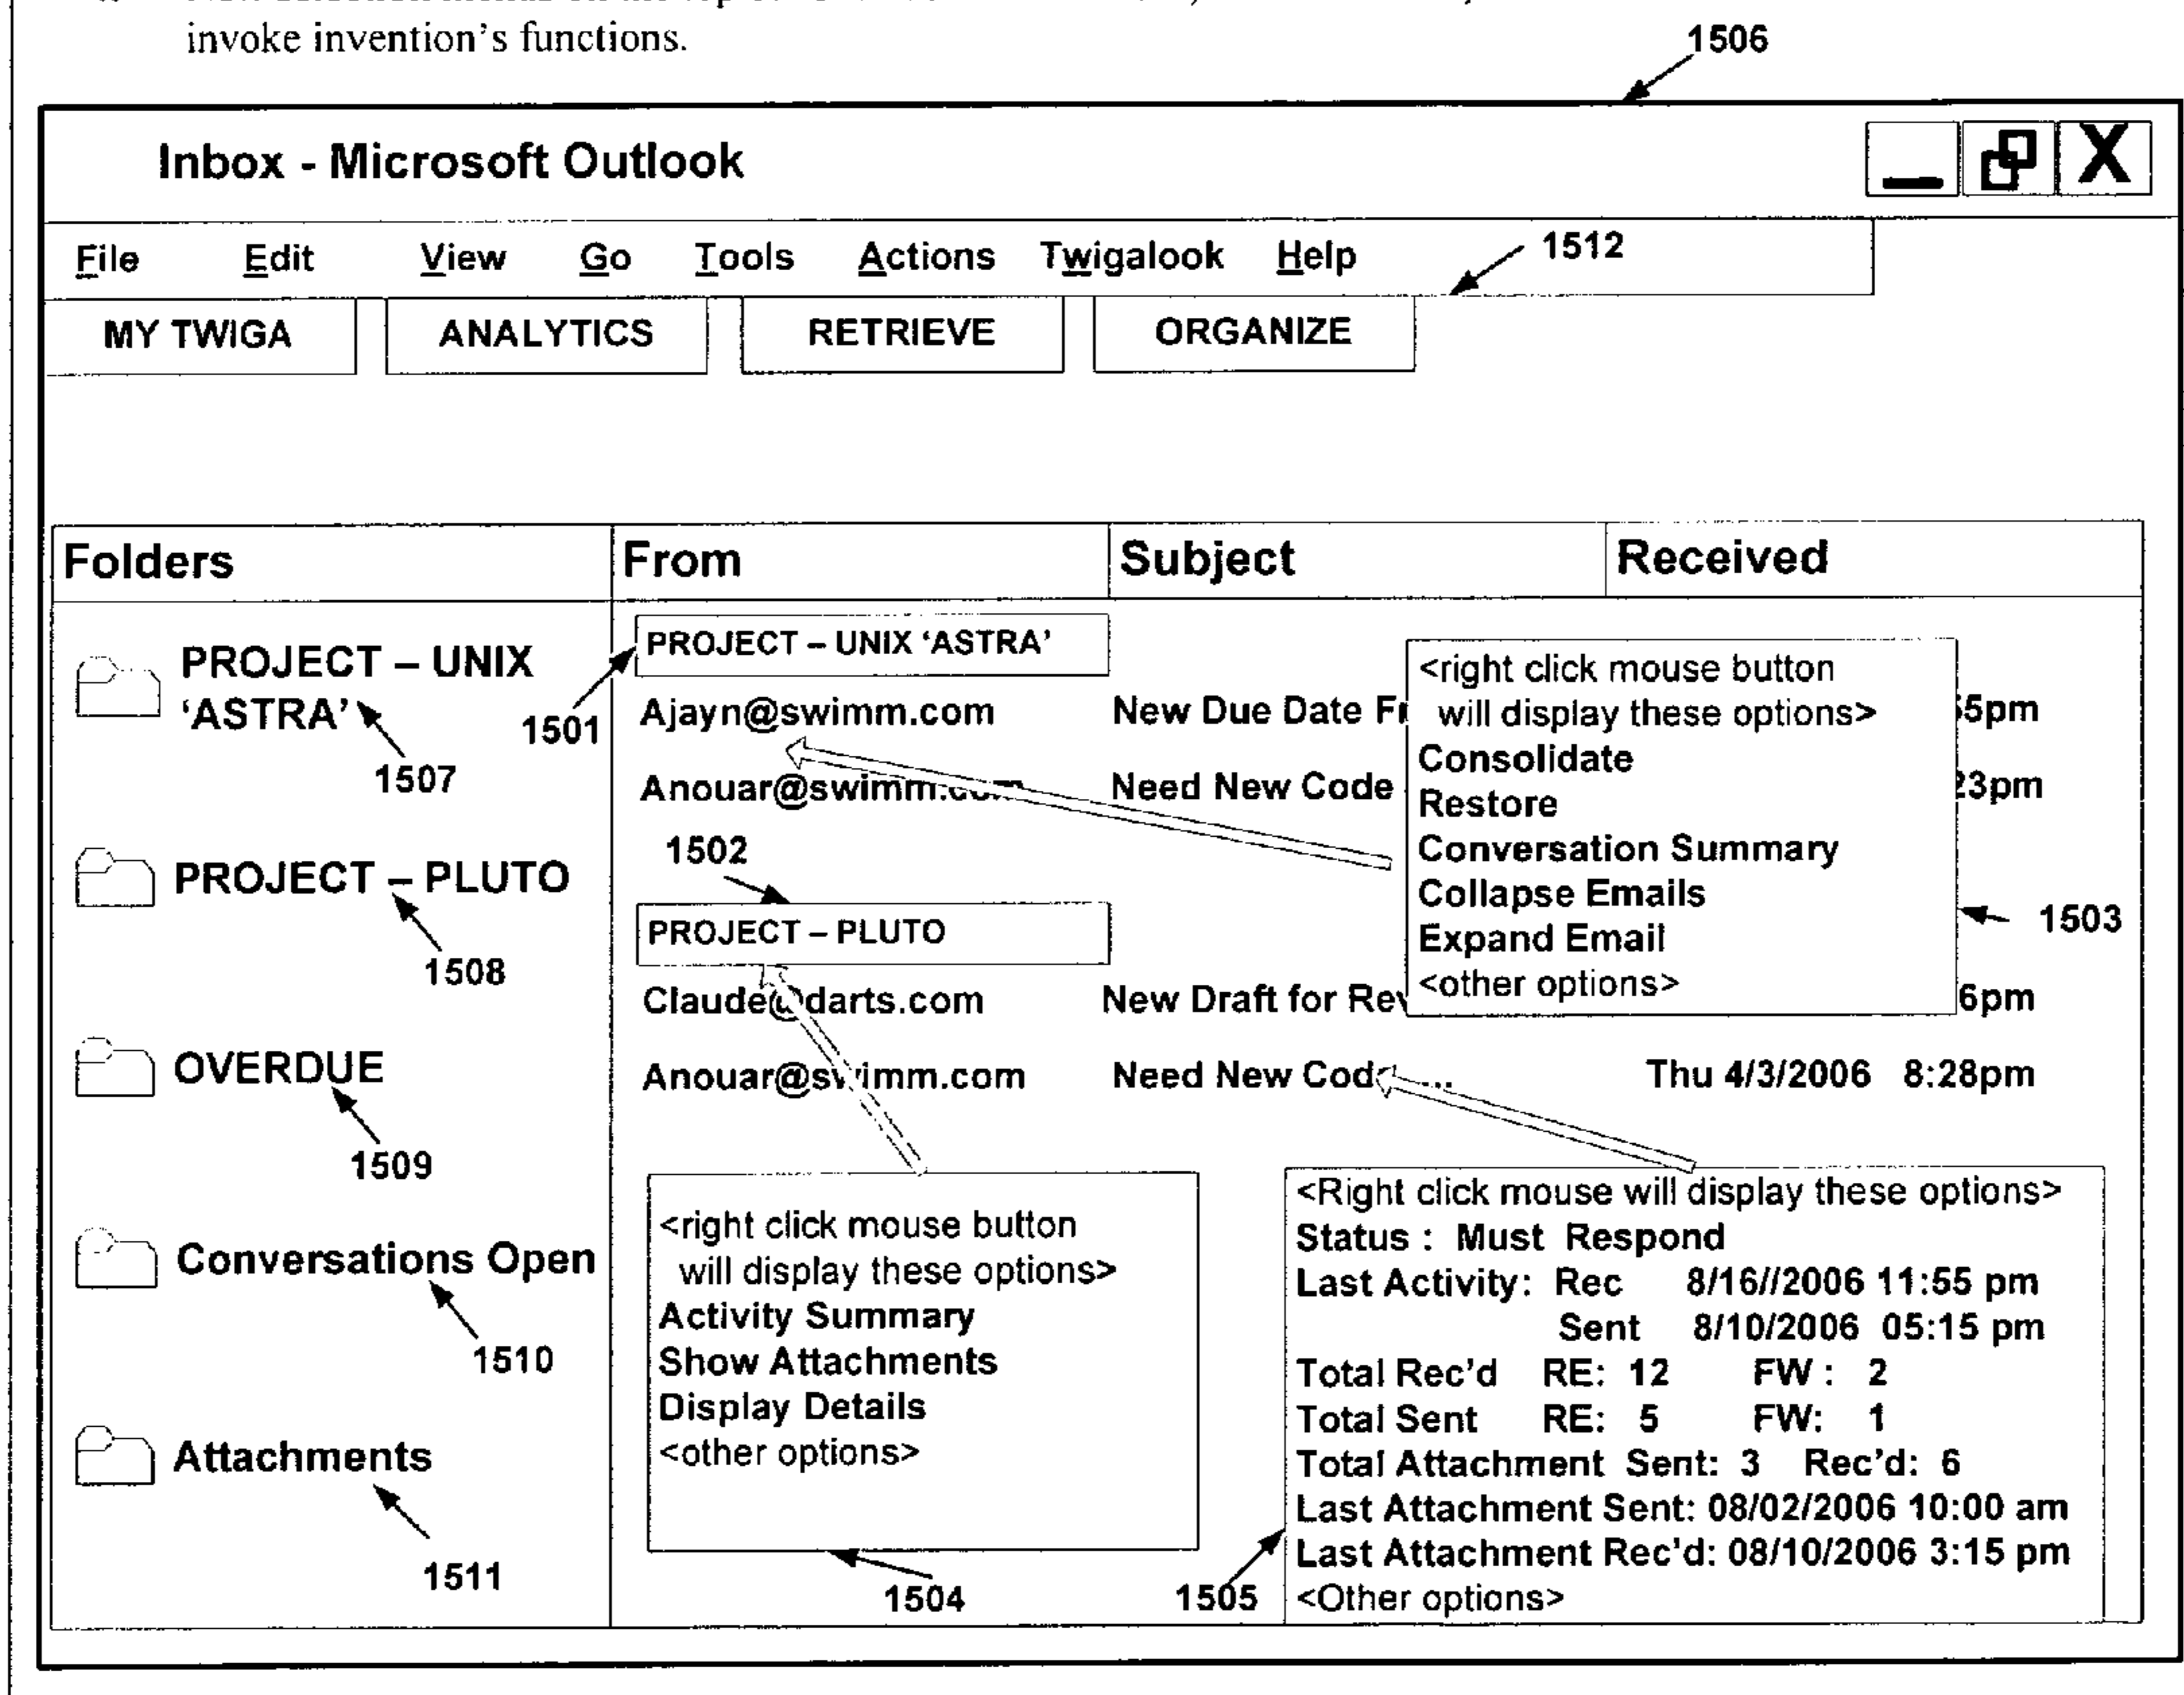 invoke invention's functions.
1506
Inbox - Microsoft Outlook
File Edit View Go Tools Actions Twigalook Help
1512
MY TWIGA ANALYTICS RETRIEVE ORGANIZE
Folders From Subject Received
PROJECT – UNIX
'ASTRA'
1507
PROJECT – PLUTO
1508
OVERDUE
1509
Conversations Open
1510
Attachments
1511
PROJECT – UNIX 'ASTRA'
1501
Ajayn@swimm.com New Due Date
Anouar@swimm.com Need New Code
1502
PROJECT – PLUTO
Claude@darts.com New Draft for
Anouar@swimm.com Need New Code... Thu 4/3/2006 8:28pm
<right click mouse button
will display these options>
Consolidate
Restore
Conversation Summary
Collapse Emails
Expand Email
<other options>
1503
<right click mouse button
will display these options>
Activity Summary
Show Attachments
Display Details
<other options>
1504
<Right click mouse will display these options>
Status : Must Respond
Last Activity: Rec 8/16//2006 11:55 pm
Sent 8/10/2006 05:15 pm
Total Rec'd RE: 12 FW : 2
Total Sent RE: 5 FW: 1
Total Attachment Sent: 3 Rec'd: 6
Last Attachment Sent: 08/02/2006 10:00 am
Last Attachment Rec'd: 08/10/2006 3:15 pm
<Other options>
1505